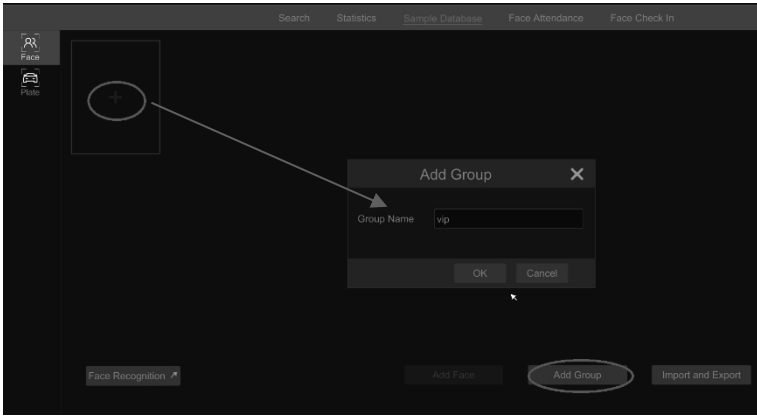 Search Statistics Sample Database Face Attendance Face Check In
Face
Plate
+
Add Group
Group Name vip
OK Cancel
Face Recognition Add Face Add Group Import and Export